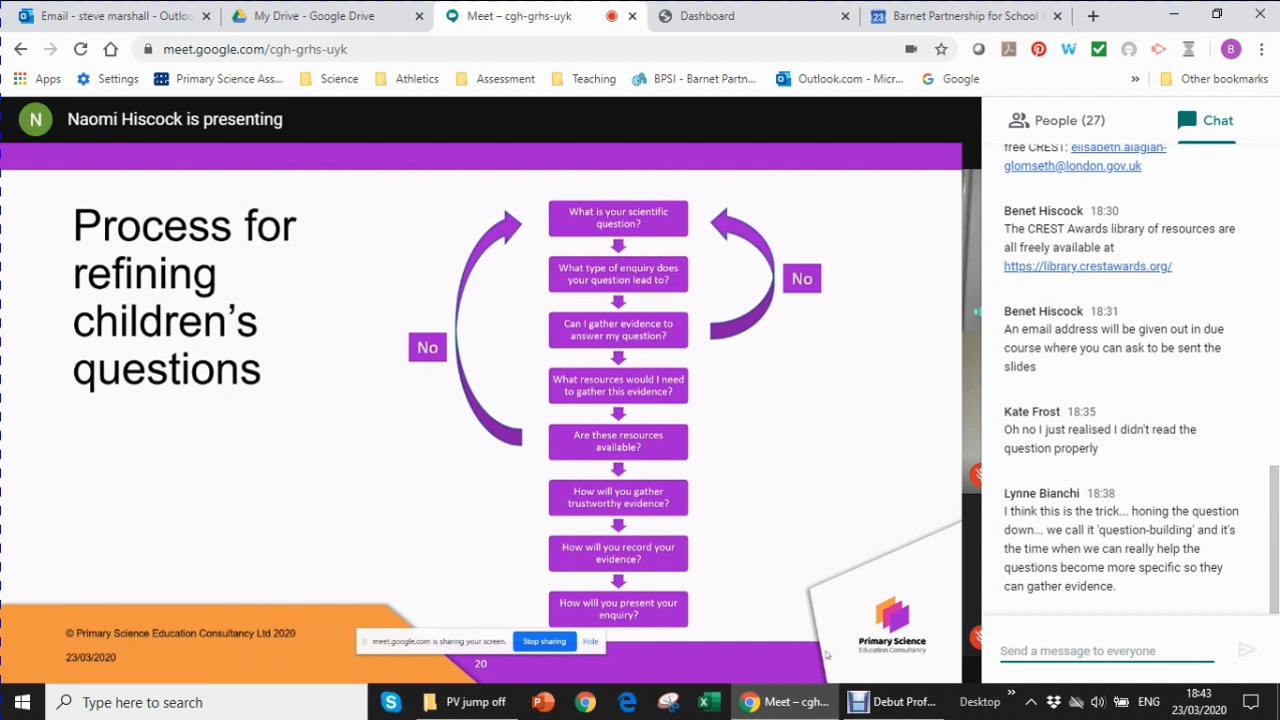 Email - steve marshall - Outloo
My Drive - Google Drive
Meet – cgh-grhs-uyk
Dashboard
Barnet Partnership for School
meet.google.com/cgh-grhs-uyk
Apps
Settings
Primary Science Ass...
Science
Athletics
Assessment
Teaching
BPSI - Barnet Partn...
Outlook.com - Micr...
Google
Other bookmarks
N
Naomi Hiscock is presenting
Process for
refining
children's
questions
What is your scientific
question?
What type of enquiry does
your question lead to?
Can I gather evidence to
answer my question?
What resources would I need
to gather this evidence?
Are these resources
available?
How will you gather
trustworthy evidence?
How will you record your
evidence?
How will you present your
enquiry?
No
No
© Primary Science Education Consultancy Ltd 2020
23/03/2020
20
meet.google.com is sharing your screen.
Stop sharing
Hide
Primary Science
Education Consultancy
People (27)
Chat
free CREST: elisabeth.alagian-
glomseth@london.gov.uk
Benet Hiscock 18:30
The CREST Awards library of resources are
all freely available at
https://library.crestawards.org/
Benet Hiscock 18:31
An email address will be given out in due
course where you can ask to be sent the
slides
Kate Frost 18:35
Oh no I just realised I didn't read the
question properly
Lynne Bianchi 18:38
I think this is the trick... honing the question
down... we call it 'question-building' and it's
the time when we can really help the
questions become more specific so they
can gather evidence.
Send a message to everyone
Type here to search
PV jump off
Meet – cgh-...
Debut Prof...
Desktop
ENG
18:43
23/03/2020